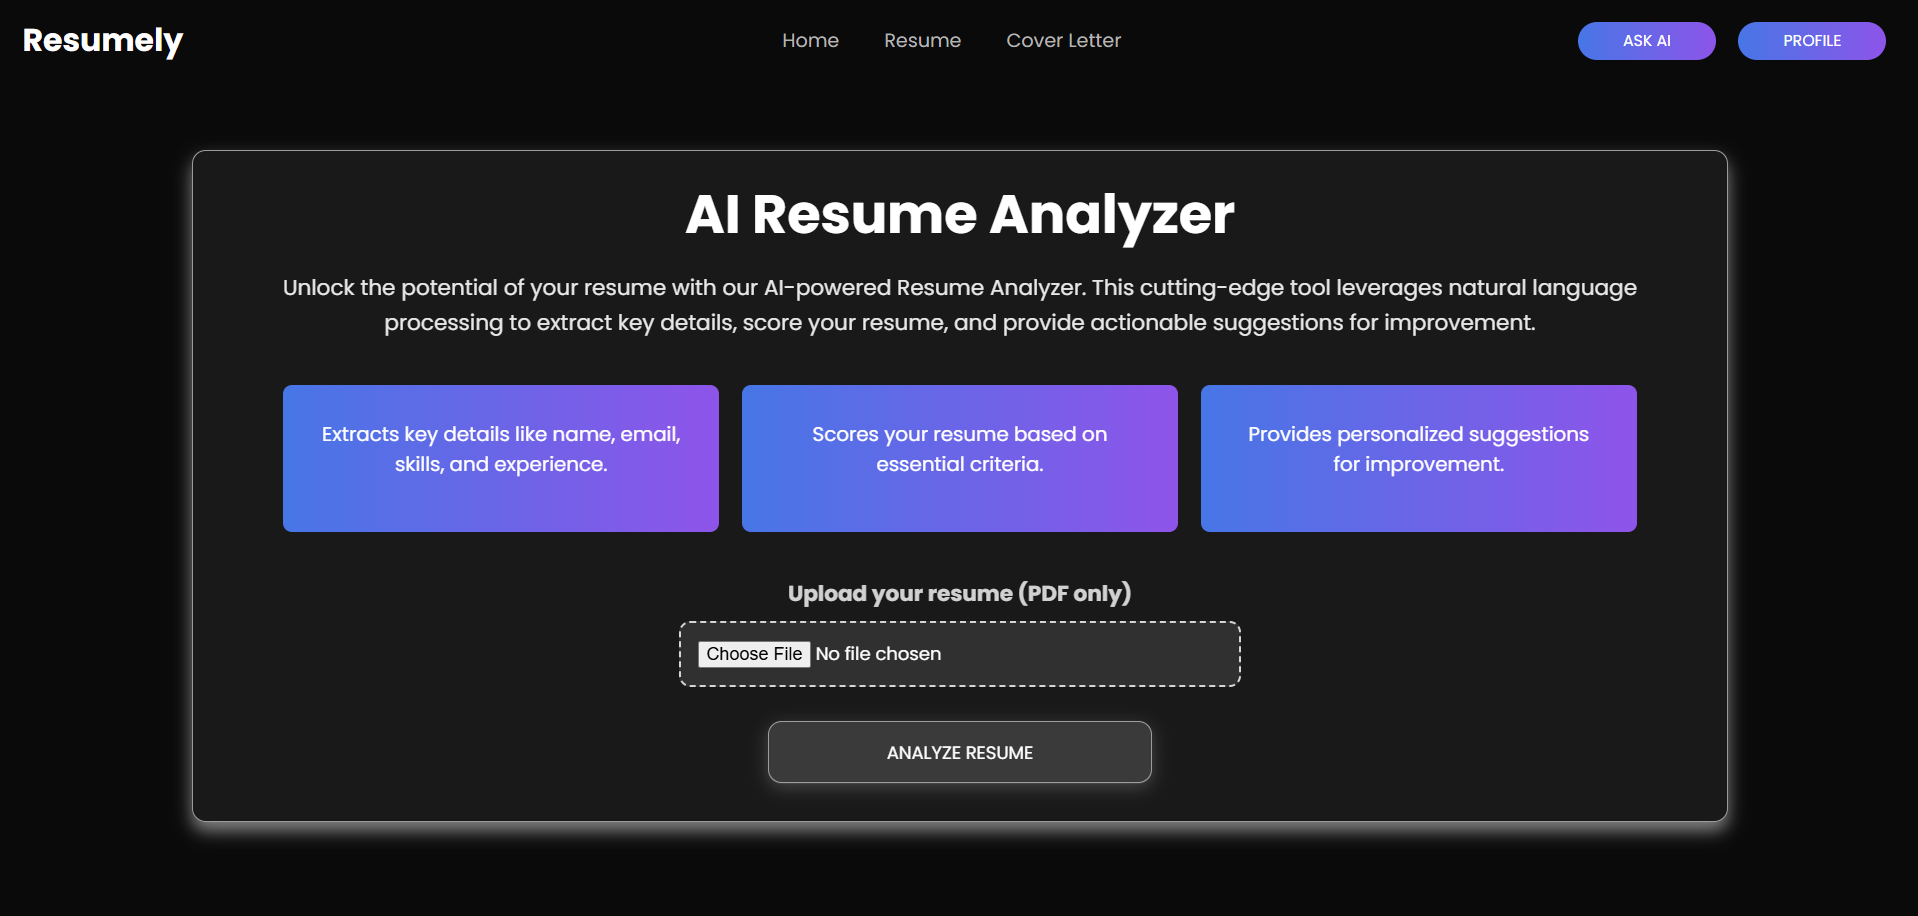 Resumely
Home
Resume
Cover Letter
ASK AI
PROFILE
AI Resume Analyzer
Unlock the potential of your resume with our AI-powered Resume Analyzer. This cutting-edge tool leverages natural language
processing to extract key details, score your resume, and provide actionable suggestions for improvement.
Extracts key details like name, email,
skills, and experience.
Scores your resume based on
essential criteria.
Provides personalized suggestions
for improvement.
Upload your resume (PDF only)
Choose File No file chosen
ANALYZE RESUME